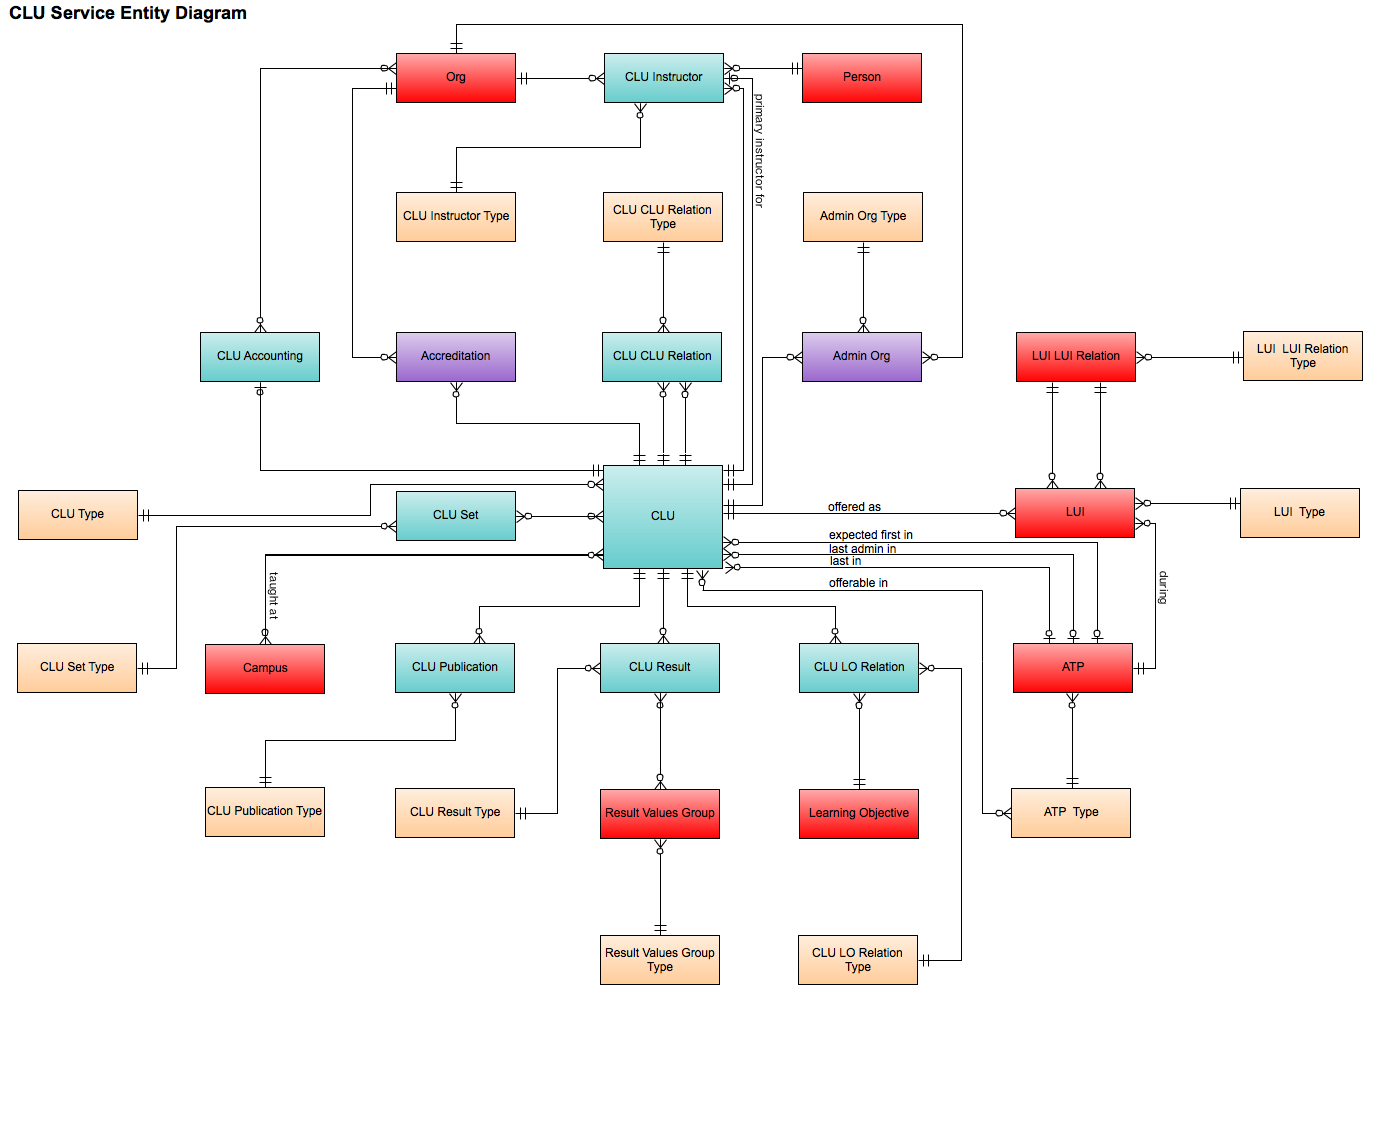 CLU Service Entity Diagram
Org
CLU Instructor
Person
primary instructor for
CLU Instructor Type
CLU CLU Relation
Type
Admin Org Type
CLU Accounting
Accreditation
CLU CLU Relation
Admin Org
LUI LUI Relation
LUI LUI Relation
Type
CLU Type
CLU Set
CLU
offered as
LUI
LUI Type
expected first in
last admin in
last in
offerable in
during
taught at
CLU Set Type
Campus
CLU Publication
CLU Result
CLU LO Relation
ATP
CLU Publication Type
CLU Result Type
Result Values Group
Learning Objective
ATP Type
Result Values Group
Type
CLU LO Relation
Type